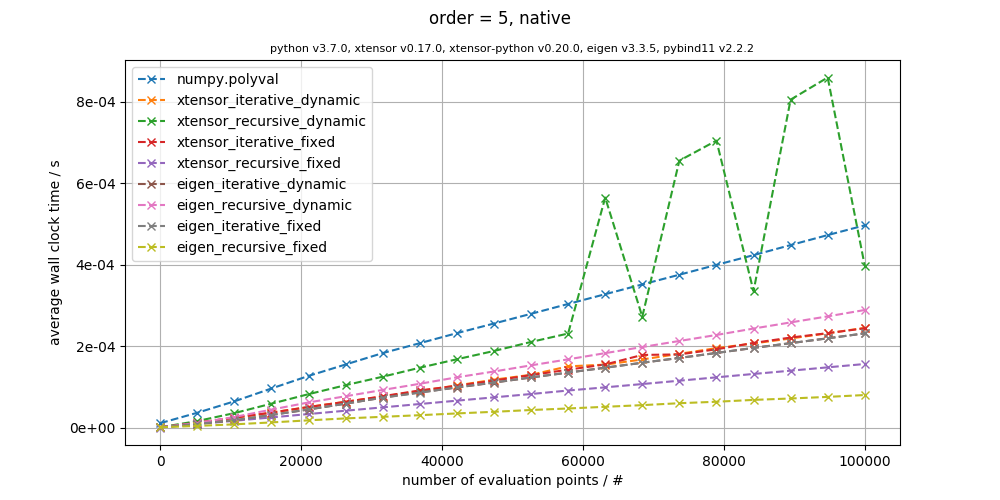 order = 5, native
python v3.7.0, xtensor v0.17.0, xtensor-python v0.20.0, eigen v3.3.5, pybind11 v2.2.2
numpy.polyval
xtensor_iterative_dynamic
xtensor_recursive_dynamic
xtensor_iterative_fixed
xtensor_recursive_fixed
eigen_iterative_dynamic
eigen_recursive_dynamic
eigen_iterative_fixed
eigen_recursive_fixed
average wall clock time / s
8e-04
6e-04
4e-04
2e-04
0e+00
0 20000 40000 60000 80000 100000
number of evaluation points / #